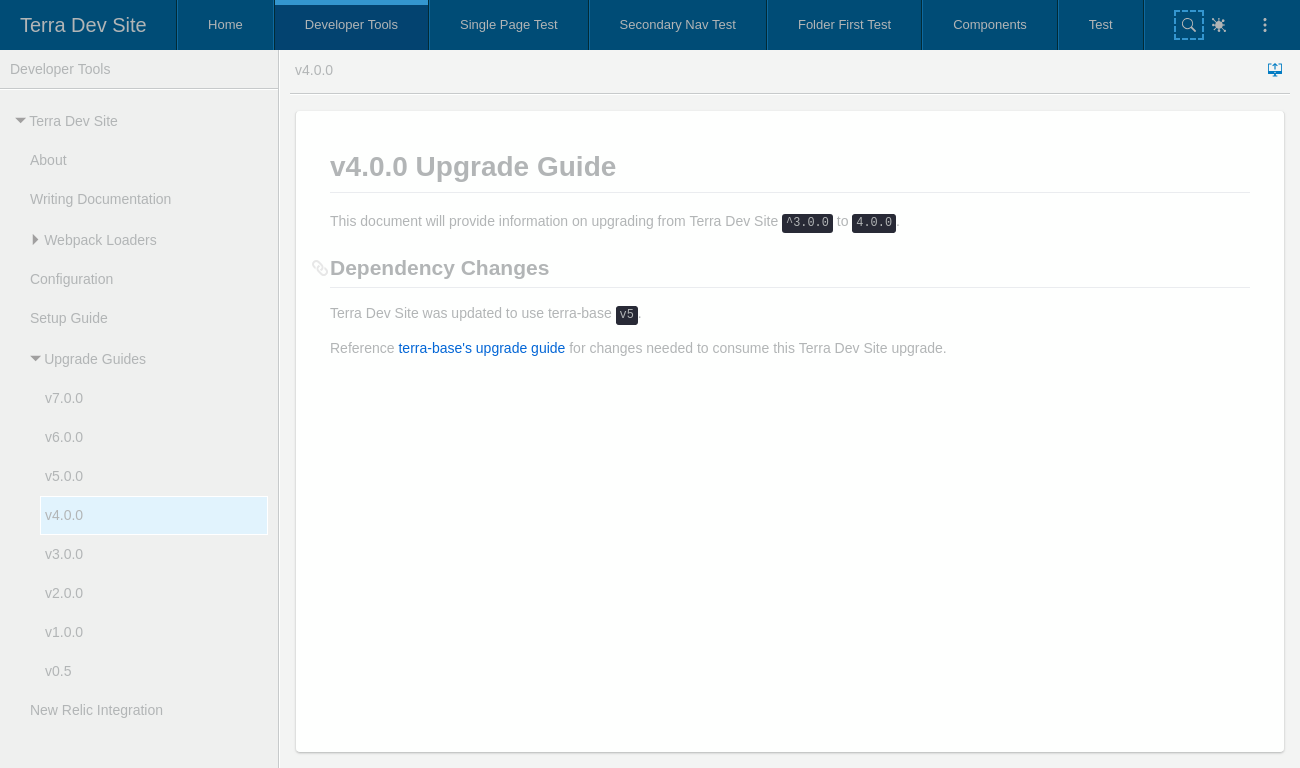 Terra Dev Site
Home
Developer Tools
Single Page Test
Secondary Nav Test
Folder First Test
Components
Test
Developer Tools
Terra Dev Site
About
Writing Documentation
Webpack Loaders
Configuration
Setup Guide
Upgrade Guides
v7.0.0
v6.0.0
v5.0.0
v4.0.0
v3.0.0
v2.0.0
v1.0.0
v0.5
New Relic Integration
v4.0.0
v4.0.0 Upgrade Guide
This document will provide information on upgrading from Terra Dev Site ^3.0.0 to 4.0.0.
Dependency Changes
Terra Dev Site was updated to use terra-base v5.
Reference terra-base's upgrade guide for changes needed to consume this Terra Dev Site upgrade.